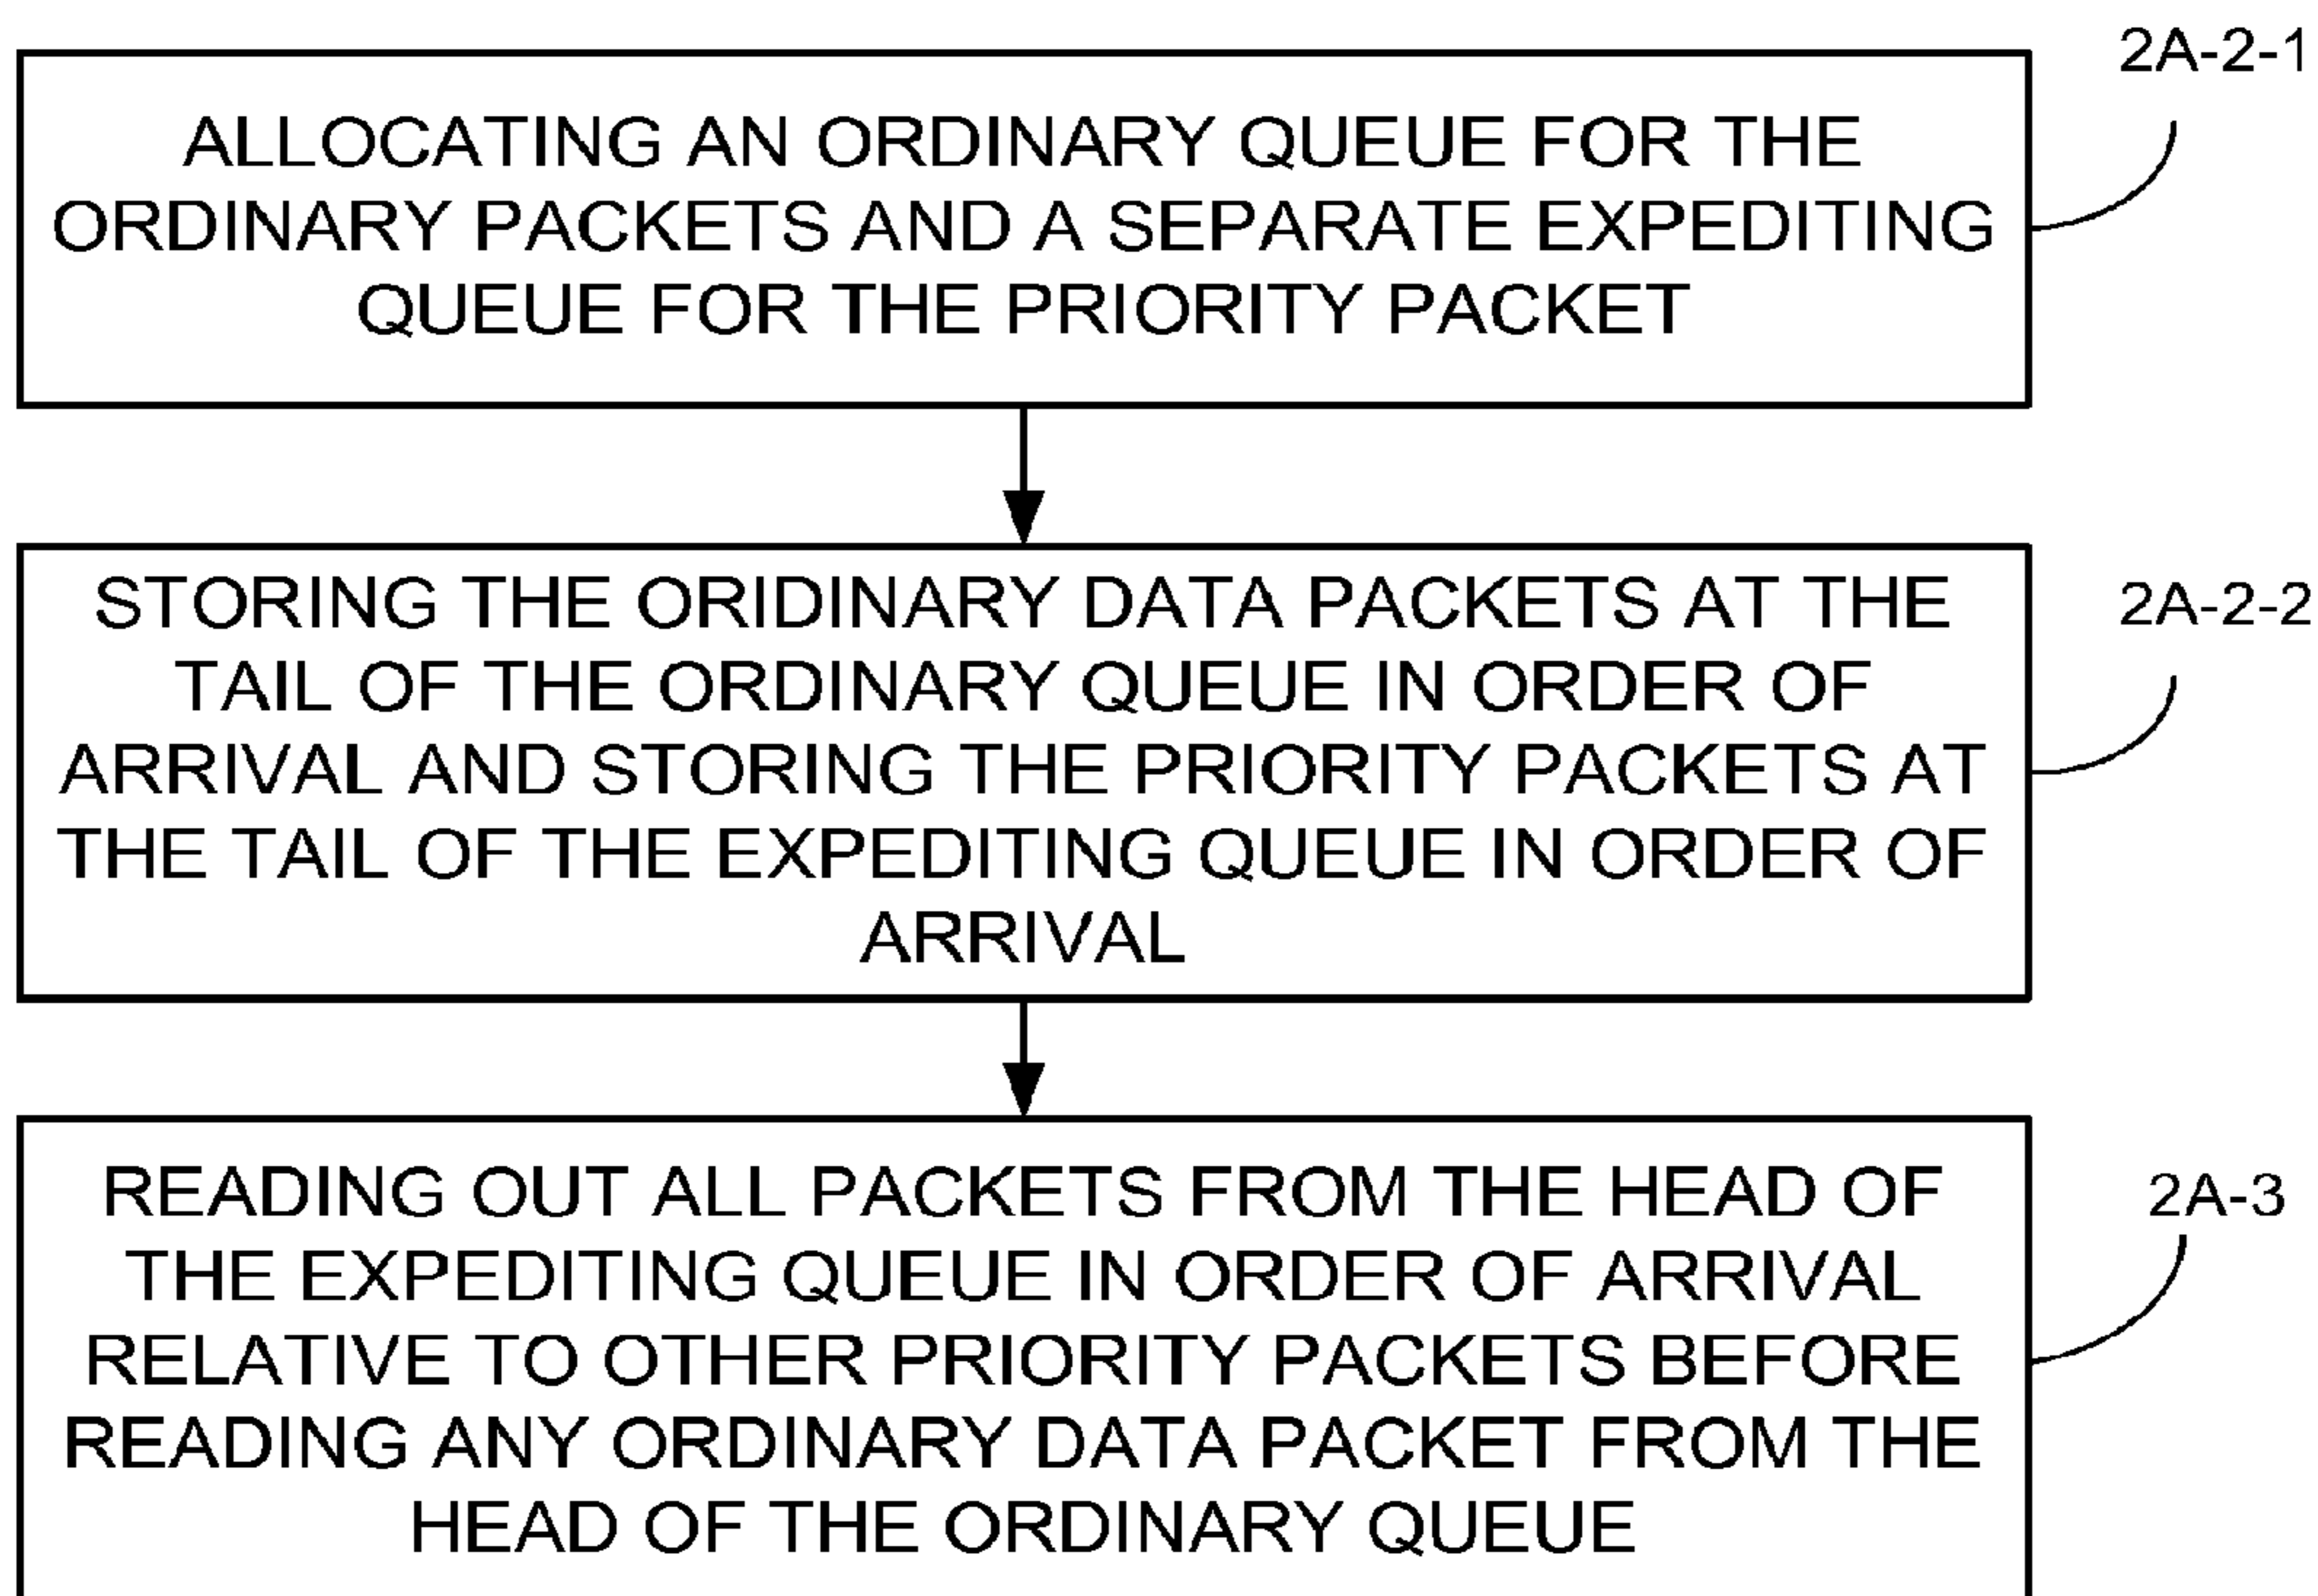 2A-2-1
ALLOCATING AN ORDINARY QUEUE FOR THE
ORDINARY PACKETS AND A SEPARATE EXPEDITING
QUEUE FOR THE PRIORITY PACKET
2A-2-2
STORING THE ORIDINARY DATA PACKETS AT THE
TAIL OF THE ORDINARY QUEUE IN ORDER OF
ARRIVAL AND STORING THE PRIORITY PACKETS AT
THE TAIL OF THE EXPEDITING QUEUE IN ORDER OF
ARRIVAL
2A-3
READING OUT ALL PACKETS FROM THE HEAD OF
THE EXPEDITING QUEUE IN ORDER OF ARRIVAL
RELATIVE TO OTHER PRIORITY PACKETS BEFORE
READING ANY ORDINARY DATA PACKET FROM THE
HEAD OF THE ORDINARY QUEUE